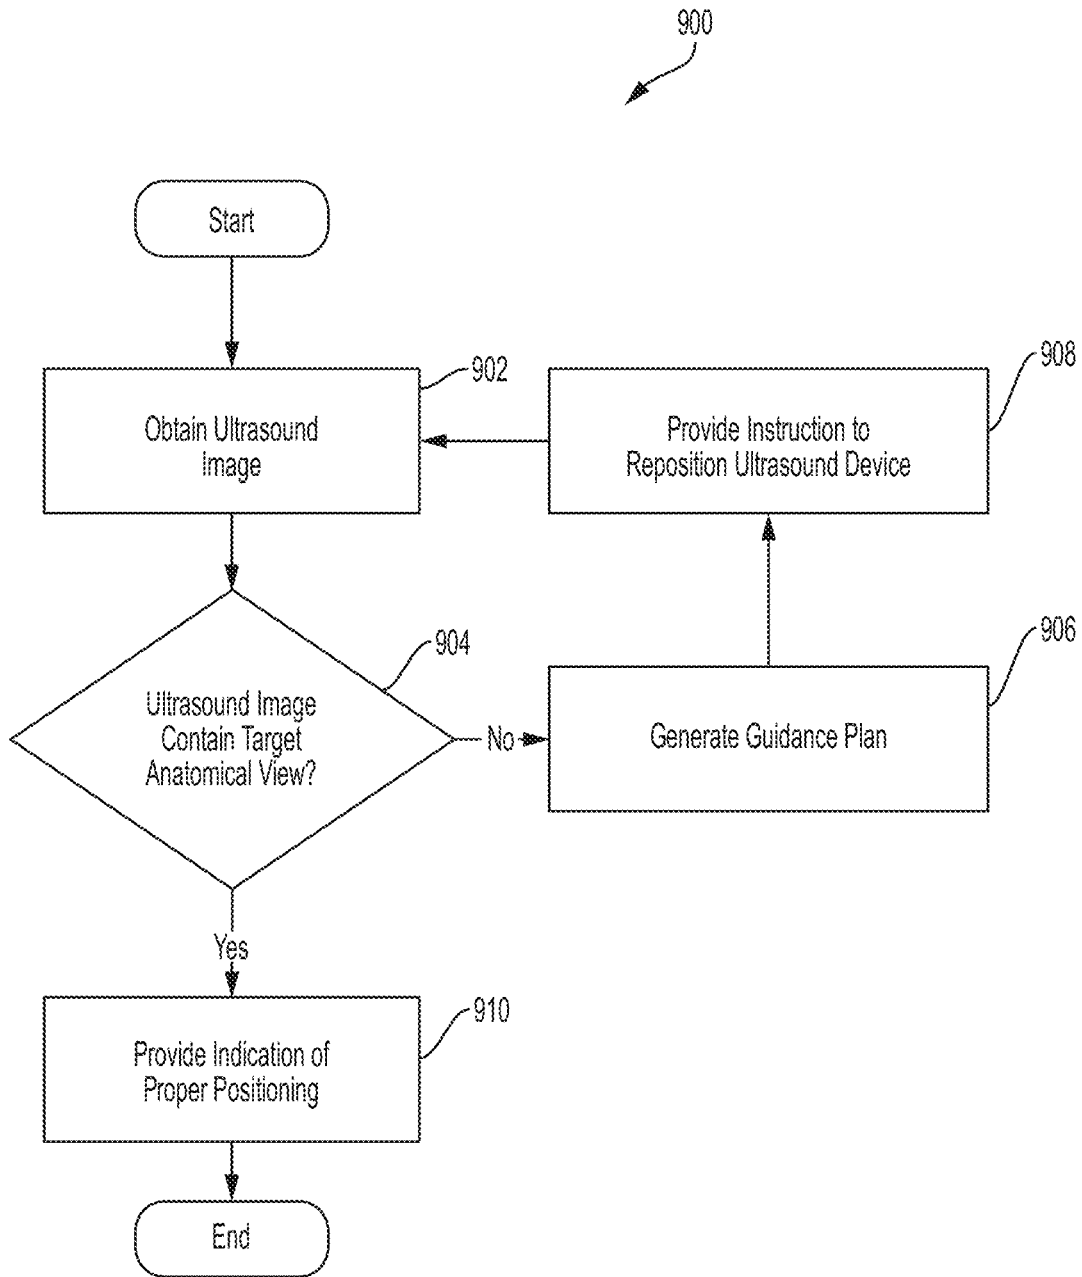 900
Start
902
Obtain Ultrasound
Image
908
Provide Instruction to
Reposition Ultrasound Device
904
Ultrasound Image
Contain Target
Anatomical View?
No
906
Generate Guidance Plan
Yes
910
Provide Indication of
Proper Positioning
End